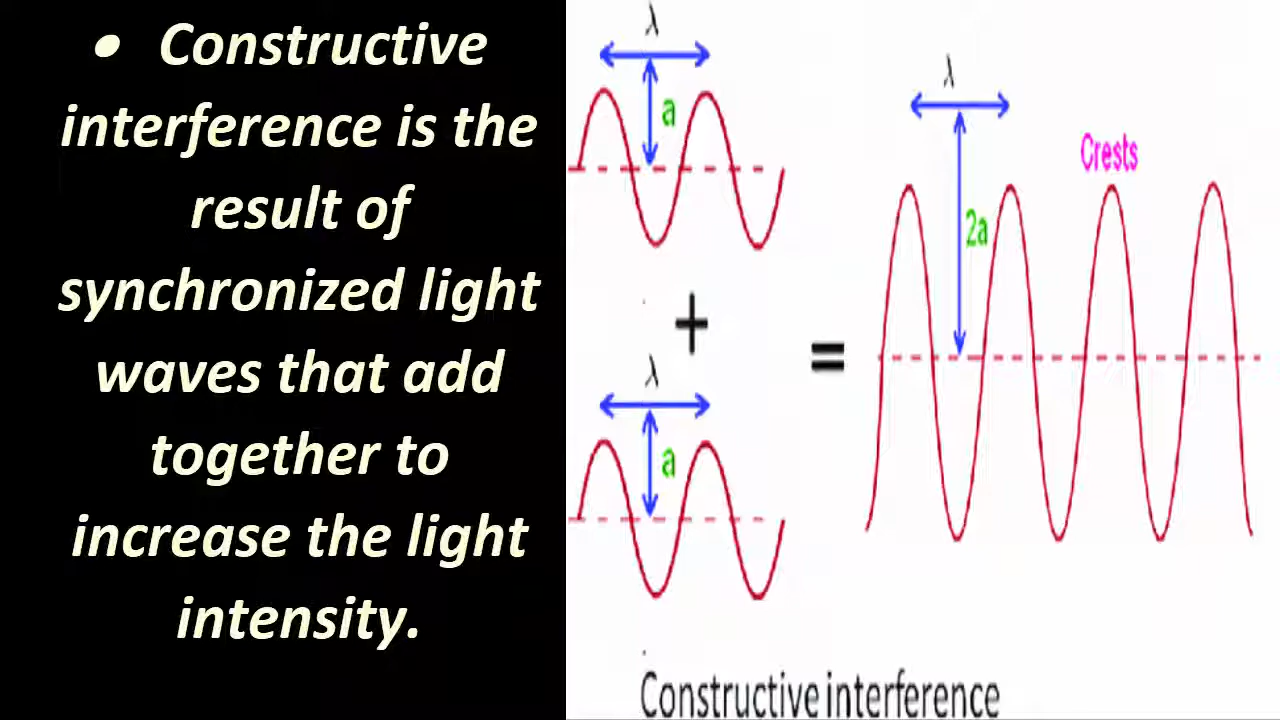 • Constructive
interference is the
result of
synchronized light
waves that add
together to
increase the light
intensity.
λ
a
+
λ
a
=
λ
2a
Crests
Constructive interference